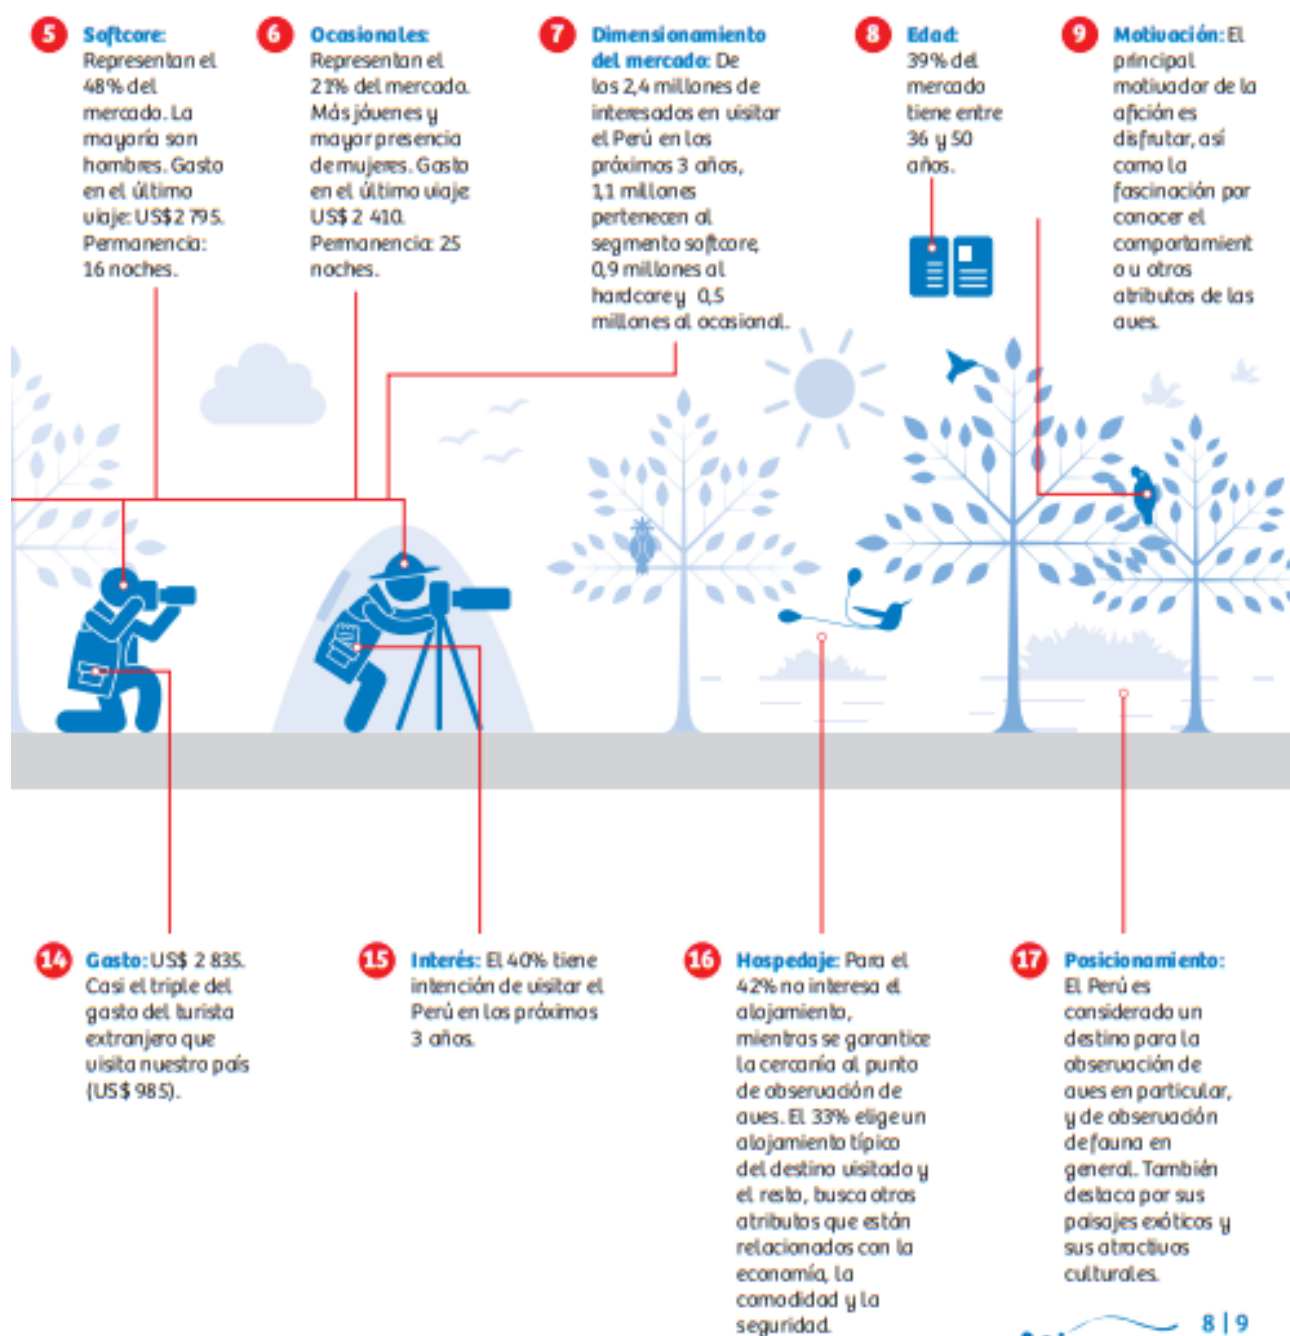 5
Softcore:
Representan el
48% del
mercado. La
mayoría son
hombres. Gasto
en el último
viaje: US$2 795.
Permanencia:
16 noches.
6
Ocasionales:
Representan el
21% del mercado.
Más jóvenes y
mayor presencia
de mujeres. Gasto
en el último viaje
US$ 2 410.
Permanencia: 25
noches.
7
Dimensionamiento
del mercado: De
los 2,4 millones de
interesados en visitar
el Perú en los
próximos 3 años,
1,1 millones
pertenecen al
segmento softcore,
0,9 millones al
hardcore y 0,5
millones al ocasional.
8
Edad:
39% del
mercado
tiene entre
36 y 50
años.
9
Motivación: El
principal
motivador de la
afición es
disfrutar, así
como la
fascinación por
conocer el
comportamient
o u otros
atributos de las
aves.
14
Gasto: US$ 2 835.
Casi el triple del
gasto del turista
extranjero que
visita nuestro país
(US$ 985).
15
Interés: El 40% tiene
intención de visitar el
Perú en los próximos
3 años.
16
Hospedaje: Para el
42% no interesa el
alojamiento,
mientras se garantice
la cercanía al punto
de observación de
aves. El 33% elige un
alojamiento típico
del destino visitado y
el resto, busca otros
atributos que están
relacionados con la
economía, la
comodidad y la
seguridad.
17
Posicionamiento:
El Perú es
considerado un
destino para la
observación de
aves en particular,
y de observación
de fauna en
general. También
destaca por sus
paisajes exóticos y
sus atractivos
culturales.
8 | 9